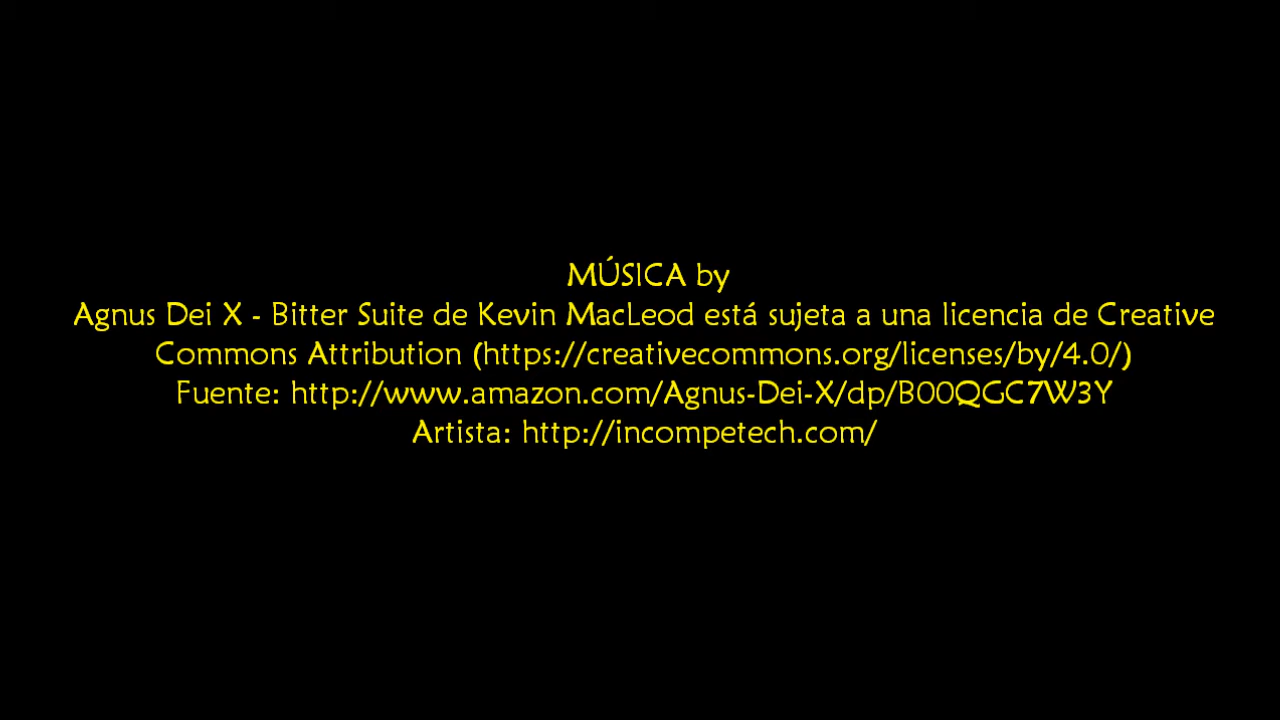 MÚSICA by
Agnus Dei X - Bitter Suite de Kevin MacLeod está sujeta a una licencia de Creative
Commons Attribution (https://creativecommons.org/licenses/by/4.0/)
Fuente: http://www.amazon.com/Agnus-Dei-X/dp/B00QGC7W3Y
Artista: http://incompetech.com/